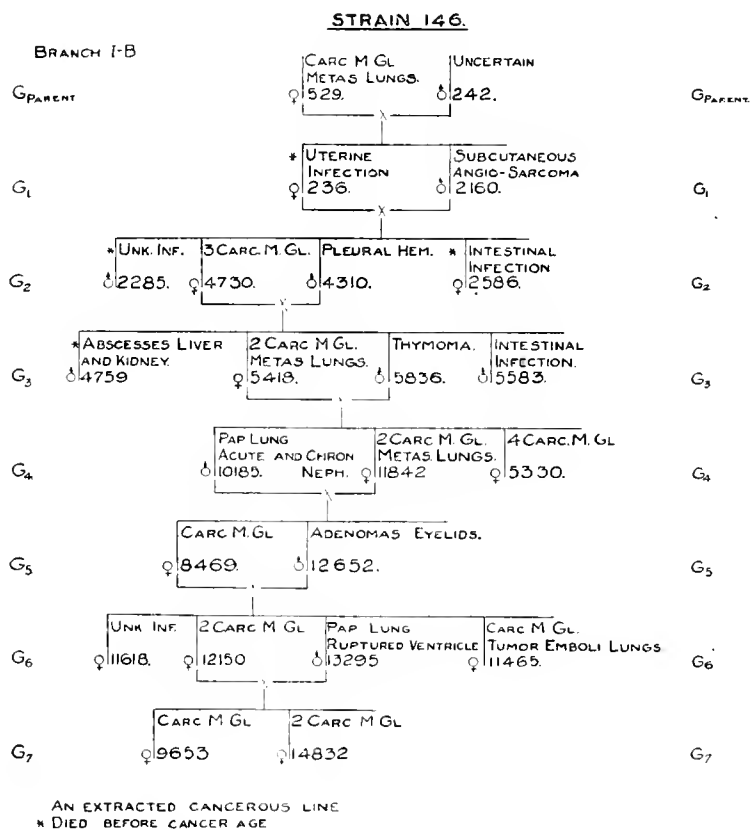 STRAIN 146.
BRANCH I-B
CARC M GL UNCERTAIN
METAS LUNGS.
GPARENT ♀529. ♂242. GPARENT
* UTERINE SUBCUTANEOUS
INFECTION ANGIO-SARCOMA
G1 ♀236. ♂2160. G1
* UNK. INF. 3 CARC. M. GL. PLEURAL HEM. * INTESTINAL
INFECTION
G2 ♂2285. ♀4730. ♂4310. ♀2586. G2
* ABSCESSES LIVER 2 CARC M GL. THYMOMA. INTESTINAL
AND KIDNEY. METAS LUNGS. INFECTION.
G3 ♂4759 ♀5418. ♂5836. ♂5583. G3
PAP LUNG 2 CARC M. GL. 4 CARC. M. GL
ACUTE AND CHRON METAS. LUNGS.
G4 ♂10185. NEPH. ♀11842 ♀5330. G4
CARC M. GL ADENOMAS EYELIDS.
G5 ♀8469. ♂12652. G5
UNK INF. 2 CARC M GL PAP LUNG CARC M GL.
RUPTURED VENTRICLE TUMOR EMBOLI LUNGS
G6 ♀11618. ♀12150 ♂13295 ♀11465. G6
CARC M GL 2 CARC M GL
G7 ♀9653 ♀14832 G7
AN EXTRACTED CANCEROUS LINE
* DIED BEFORE CANCER AGE